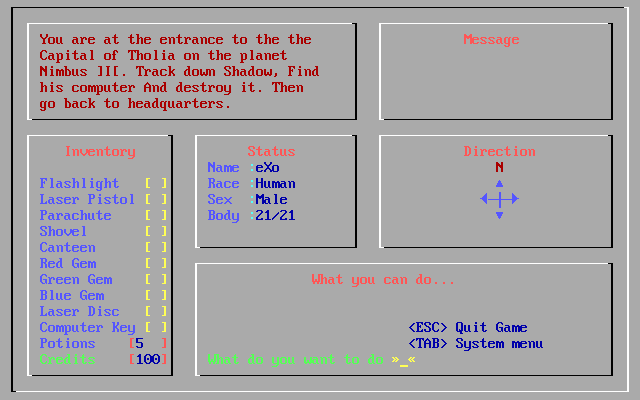 You are at the entrance to the the
Capital of Tholia on the planet
Nimbus ]I[. Track down Shadow, Find
his computer And destroy it. Then
go back to headquarters.
Message
Inventory
Flashlight [ ]
Laser Pistol [ ]
Parachute [ ]
Shovel [ ]
Canteen [ ]
Red Gem [ ]
Green Gem [ ]
Blue Gem [ ]
Laser Disc [ ]
Computer Key [ ]
Potions [5 ]
Credits [100]
Status
Name :eXo
Race :Human
Sex :Male
Body :21/21
Direction
N
What you can do...
<ESC> Quit Game
<TAB> System menu
What do you want to do »_«